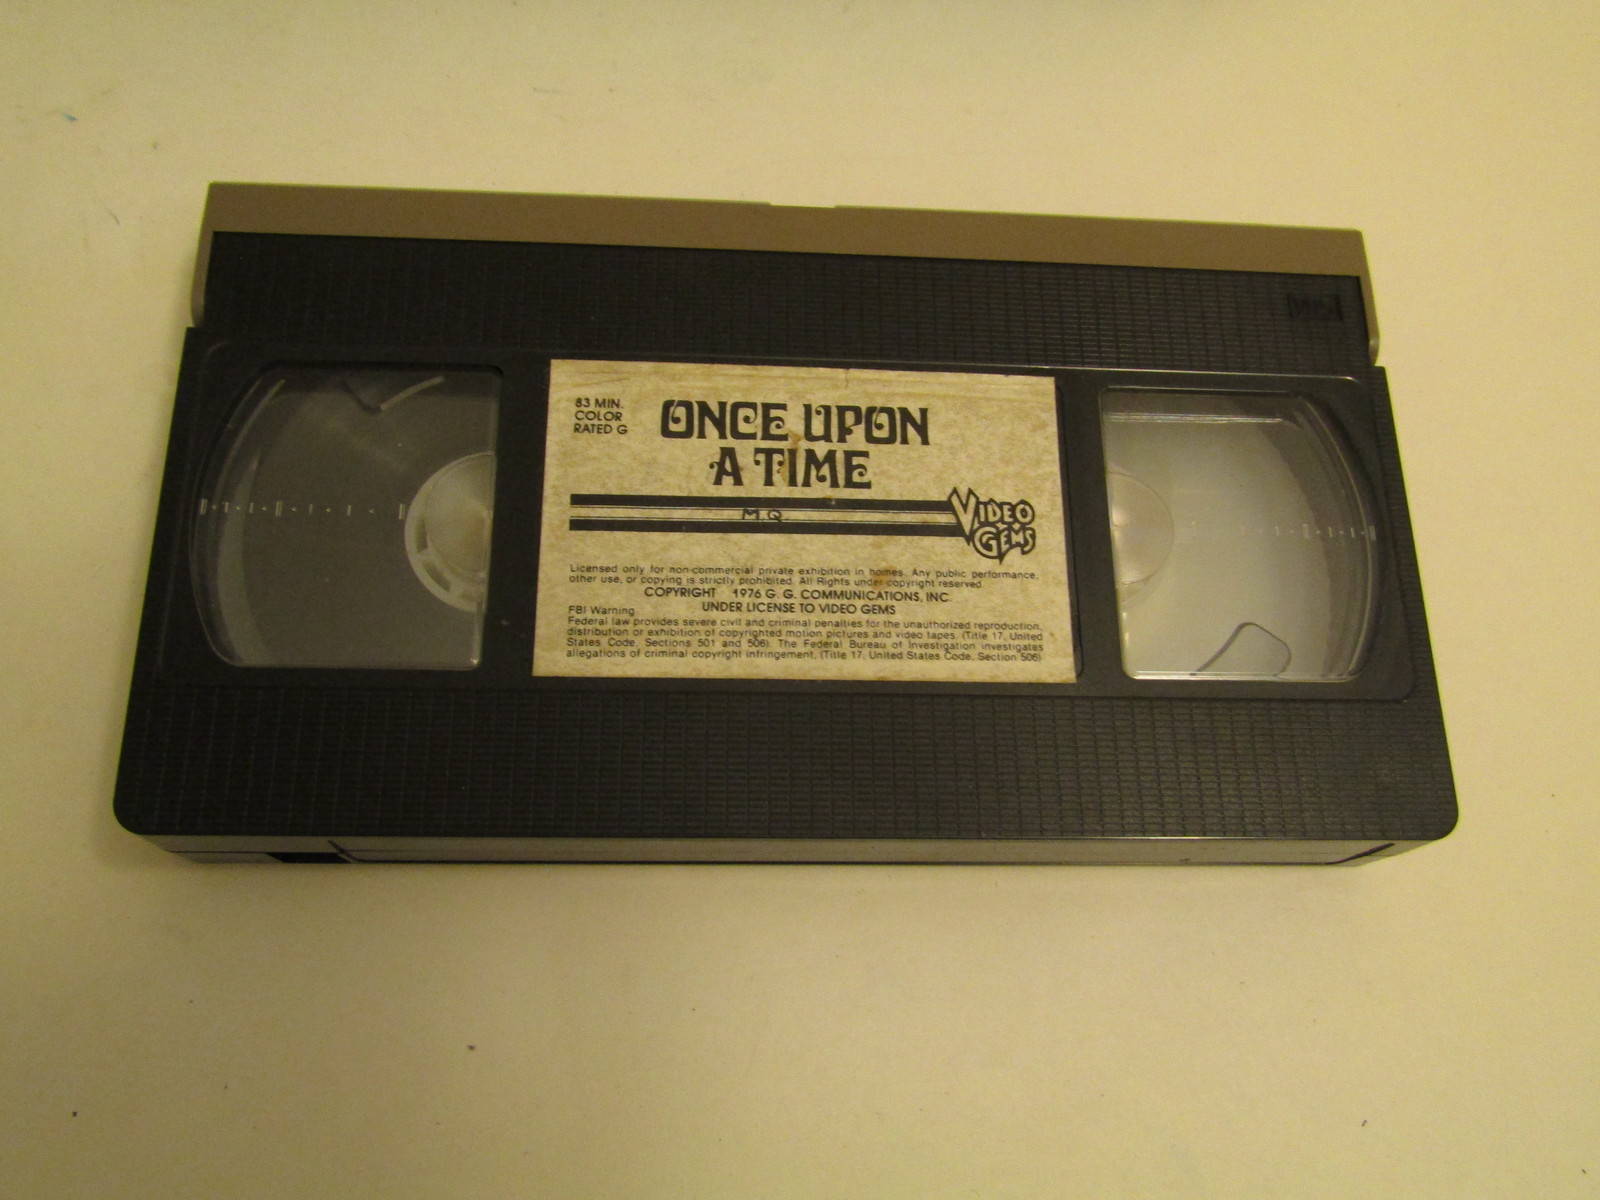 83 MIN.
COLOR
RATED G
ONCE UPON
A TIME
M.Q.
VIDEO
GEMS
Licensed only for non-commercial private exhibition in homes. Any public performance,
other use, or copying is strictly prohibited. All Rights under copyright reserved.
COPYRIGHT 1976 G. G. COMMUNICATIONS, INC.
UNDER LICENSE TO VIDEO GEMS
FBI Warning
Federal law provides severe civil and criminal penalties for the unauthorized reproduction,
distribution or exhibition of copyrighted motion pictures and video tapes. (Title 17, United
States Code, Sections 501 and 506). The Federal Bureau of Investigation investigates
allegations of criminal copyright infringement. (Title 17, United States Code, Section 506)